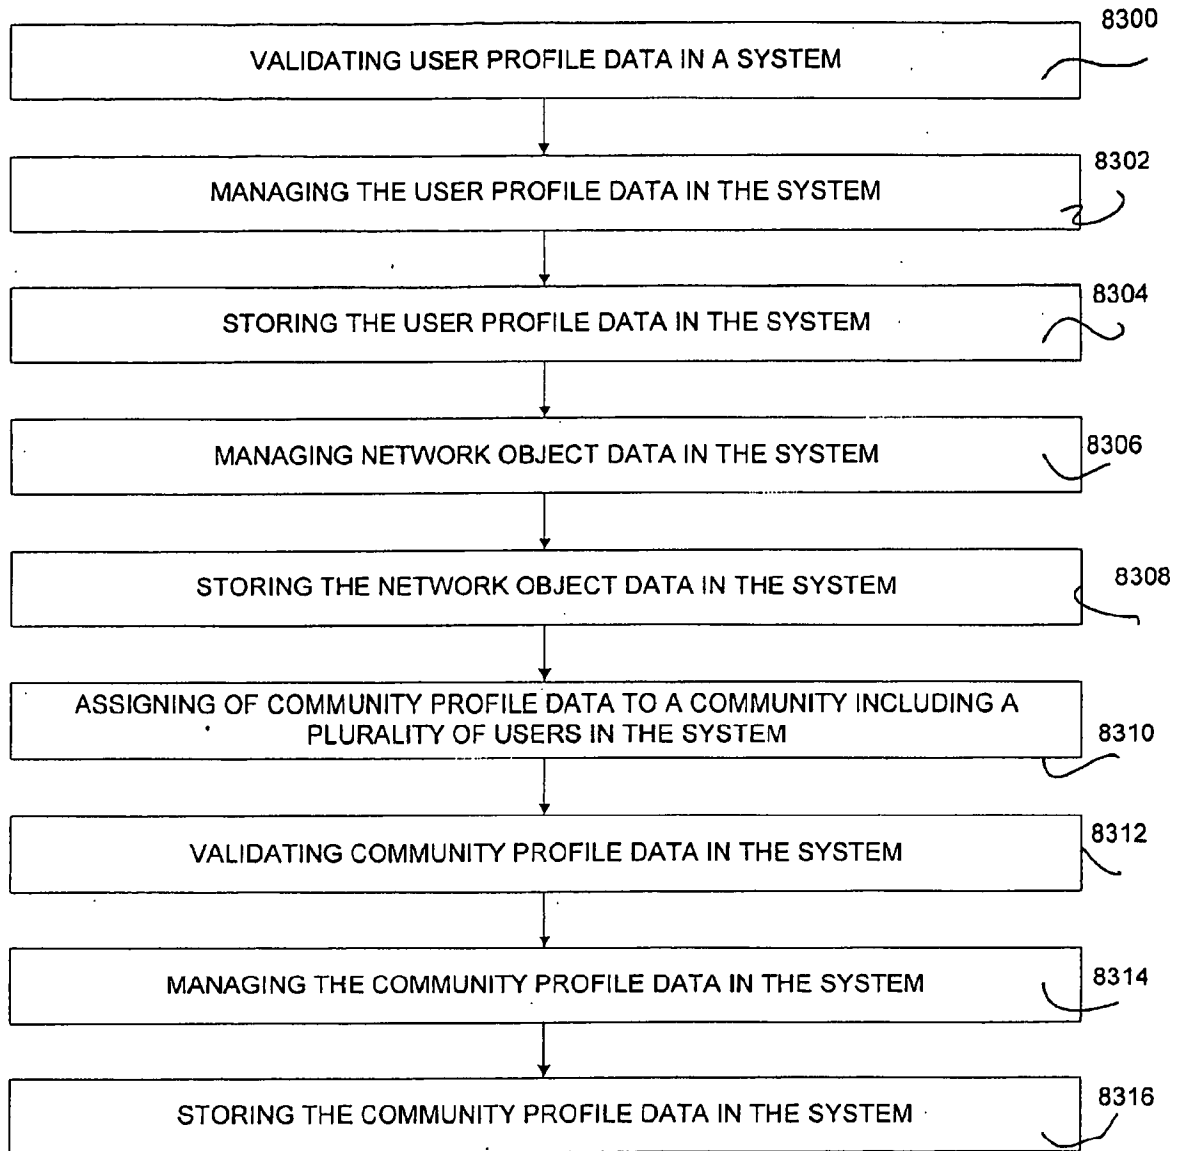 8300
VALIDATING USER PROFILE DATA IN A SYSTEM
8302
MANAGING THE USER PROFILE DATA IN THE SYSTEM
8304
STORING THE USER PROFILE DATA IN THE SYSTEM
8306
MANAGING NETWORK OBJECT DATA IN THE SYSTEM
8308
STORING THE NETWORK OBJECT DATA IN THE SYSTEM
ASSIGNING OF COMMUNITY PROFILE DATA TO A COMMUNITY INCLUDING A
PLURALITY OF USERS IN THE SYSTEM
8310
8312
VALIDATING COMMUNITY PROFILE DATA IN THE SYSTEM
8314
MANAGING THE COMMUNITY PROFILE DATA IN THE SYSTEM
8316
STORING THE COMMUNITY PROFILE DATA IN THE SYSTEM